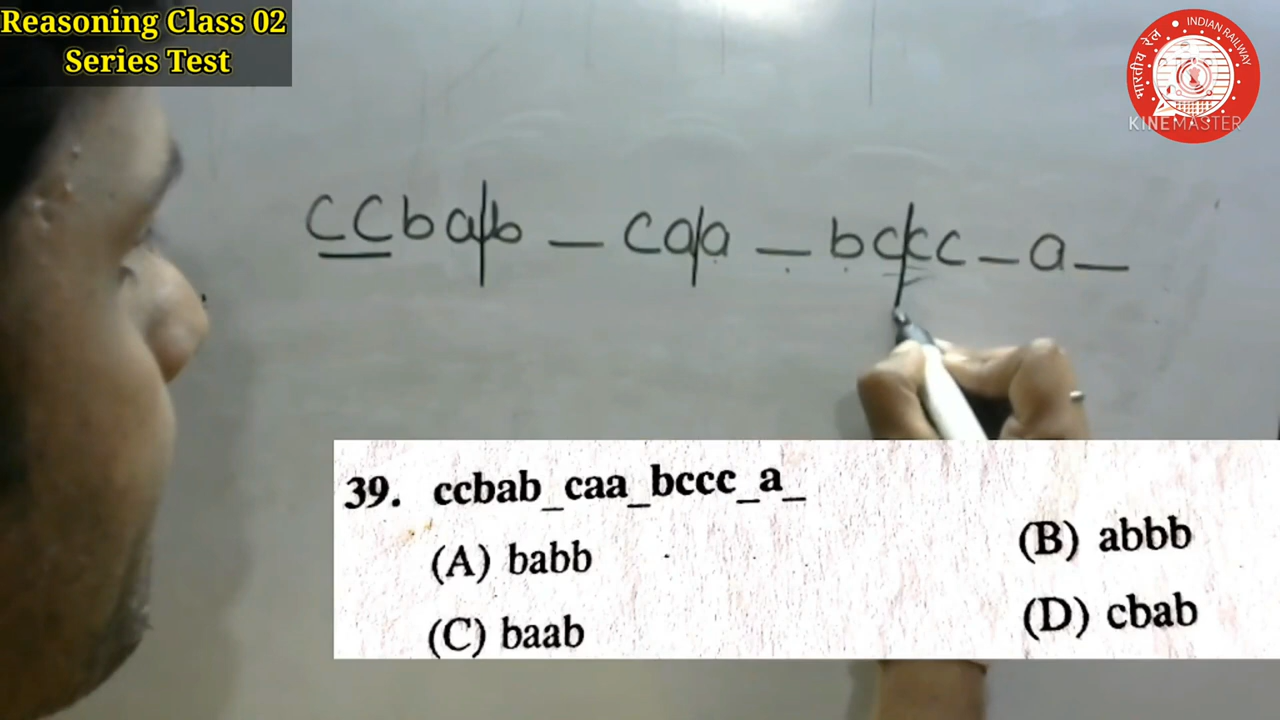 Reasoning Class 02
Series Test
भारतीय रेल INDIAN RAILWAY
KINEMASTER
ccbab_caa_bccc_a_
39. ccbab_caa_bccc_a_
(A) babb
(B) abbb
(C) baab
(D) cbab